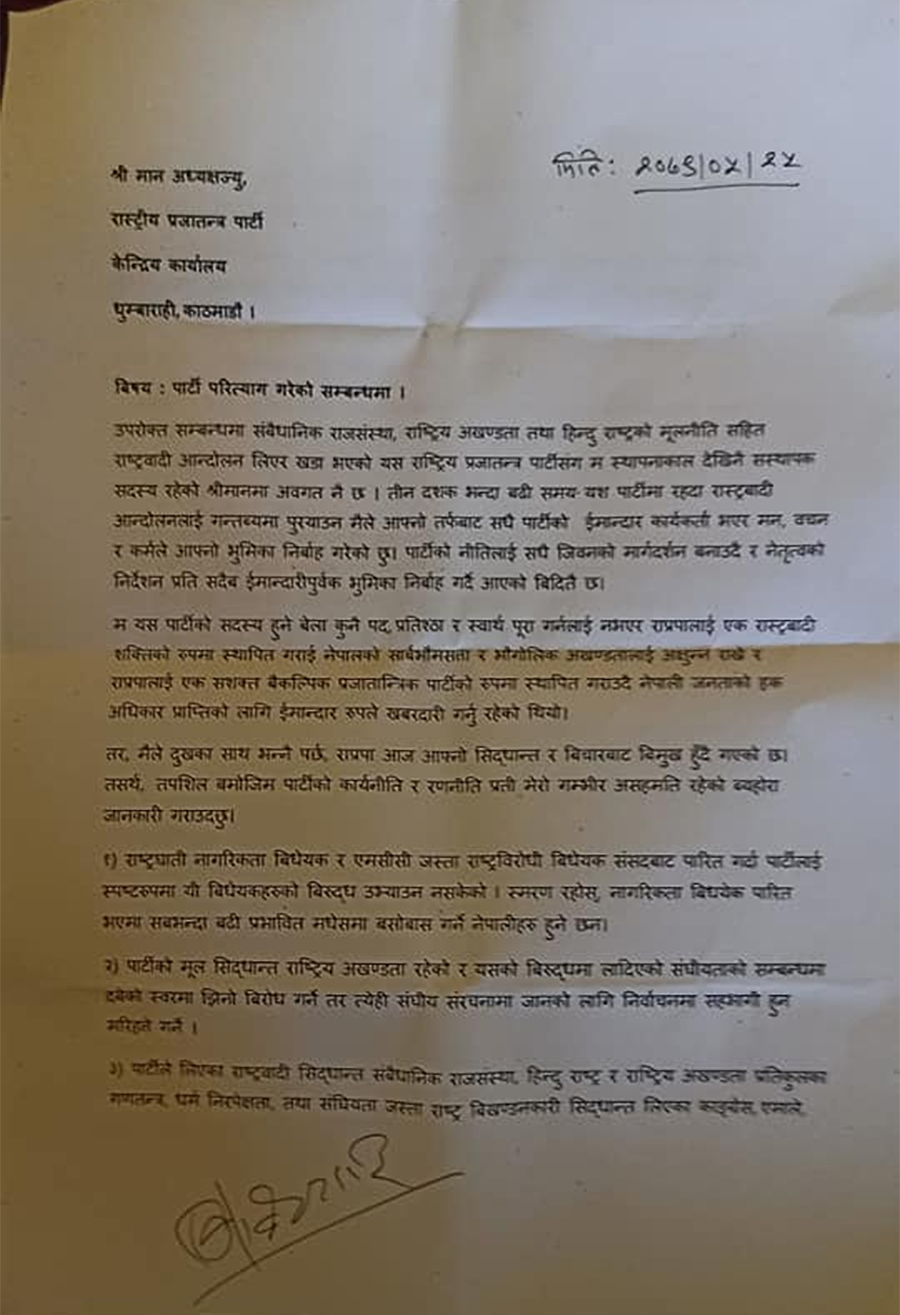 मिति: २०७९/०५/२५
श्री मान अध्यक्षज्यु,
रास्ट्रीय प्रजातन्त्र पार्टी
केन्द्रिय कार्यालय
धुम्बाराही, काठमाडौ ।
बिषय : पार्टी परित्याग गरेको सम्बन्धमा ।
उपरोक्त सम्बन्धमा संवैधानिक राजसंस्था, राष्ट्रिय अखण्डता तथा हिन्दु राष्ट्रको मूलनीति सहित
राष्ट्रवादी आन्दोलन लिएर खडा भएको यस राष्ट्रिय प्रजातन्त्र पार्टीसंग म स्थापनाकाल देखिनै सस्थापक
सदस्य रहेको श्रीमानमा अवगत नै छ । तीन दशक भन्दा बढी समय यश पार्टीमा रहदा रास्ट्रबादी
आन्दोलनलाई गन्तब्यमा पुरयाउन मैले आफ्नो तर्फबाट सधै पार्टीको ईमान्दार कार्यकर्ता भएर मन, वचन
र कर्मले आफ्नो भुमिका निर्बाह गरेको छु। पार्टीको नीतिलाई सधै जिवनको मार्गदर्शन बनाउदै र नेतृत्वको
निर्देशन प्रति सदैब ईमान्दारीपुर्वक भुमिका निर्बाह गर्दै आएको बिदितै छ।
म यस पार्टीको सदस्य हुने बेला कुनै पद, प्रतिश्ठा र स्वार्थ पूरा गर्नलाई नभएर राप्रपालाई एक रास्ट्रबादी
शक्तिको रुपमा स्थापित गराई नेपालको सार्बभौमसता र भौगोलिक अखण्डतालाई अक्षुन्न राख्ने र
राप्रपालाई एक सशक्त बैकल्पिक प्रजातान्त्रिक पार्टीको रुपमा स्थापित गराउदै नेपाली जनताको हक
अधिकार प्राप्तिको लागि ईमान्दार रुपले खबरदारी गर्नु रहेको थियो।
तर, मैले दुखका साथ भन्नै पर्छ, राप्रपा आज आफ्नो सिद्धान्त र बिचारबाट बिमुख हुँदै गएको छ।
तसर्थ, तपशिल बमोजिम पार्टीको कार्यनीति र रणनीति प्रती मेरो गम्भीर असहमति रहेको ब्यहोरा
जानकारी गराउदछु।
१) राष्ट्रघाती नागरिकता बिधेयक र एमसीसी जस्ता राष्ट्रविरोधी बिधेयक संसदबाट पारित गर्दा पार्टीलाई
स्पष्टरुपमा यी बिधेयकहरुको बिरुद्ध उभ्याउन नसकेको । स्मरण रहोस्, नागरिकता बिधयेक पारित
भएमा सबभन्दा बढी प्रभावित मधेसमा बसोबास गर्ने नेपालीहरु हुने छन।
२) पार्टीको मूल सिद्धान्त राष्ट्रिय अखण्डता रहेको र यसको बिरुद्धमा लादिएको संघीयताको सम्बन्धमा
दबेको स्वरमा झिनो बिरोध गर्ने तर त्येही संघीय संरचनामा जानको लागि निर्वाचनमा सहभागी हुन
मरिहत्ते गर्ने ।
३) पार्टीले लिएका राष्ट्रवादी सिद्धान्त संबैधानिक राजसंस्था, हिन्दु राष्ट्र र राष्ट्रिय अखण्डता प्रतिकुलका
गणतन्त्र, धर्म निरपेक्षता, तथा संघियता जस्ता राष्ट्र बिखण्डनकारी सिद्धान्त लिएका काङ्ग्रेस, एमाले,